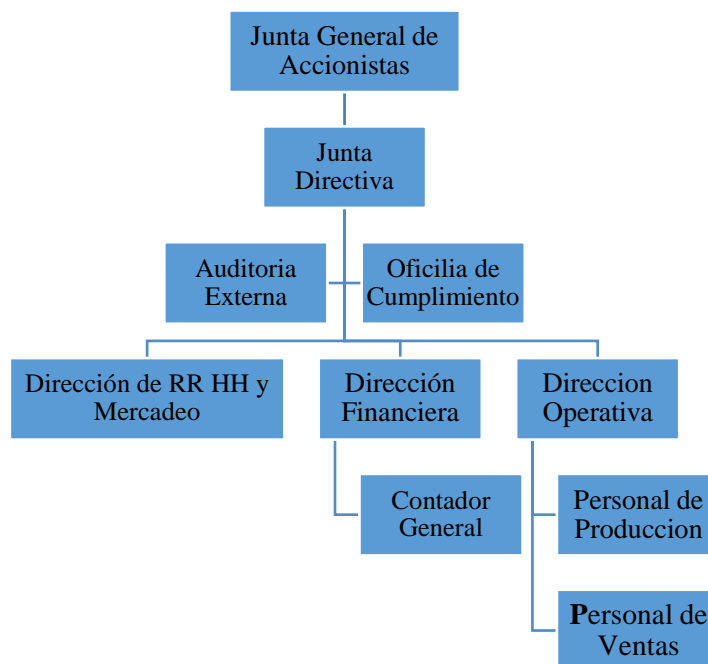 Junta General de
Accionistas
Junta
Directiva
Auditoria
Externa
Oficilia de
Cumplimiento
Dirección de RR HH y
Mercadeo
Dirección
Financiera
Direccion
Operativa
Contador
General
Personal de
Produccion
Personal de
Ventas